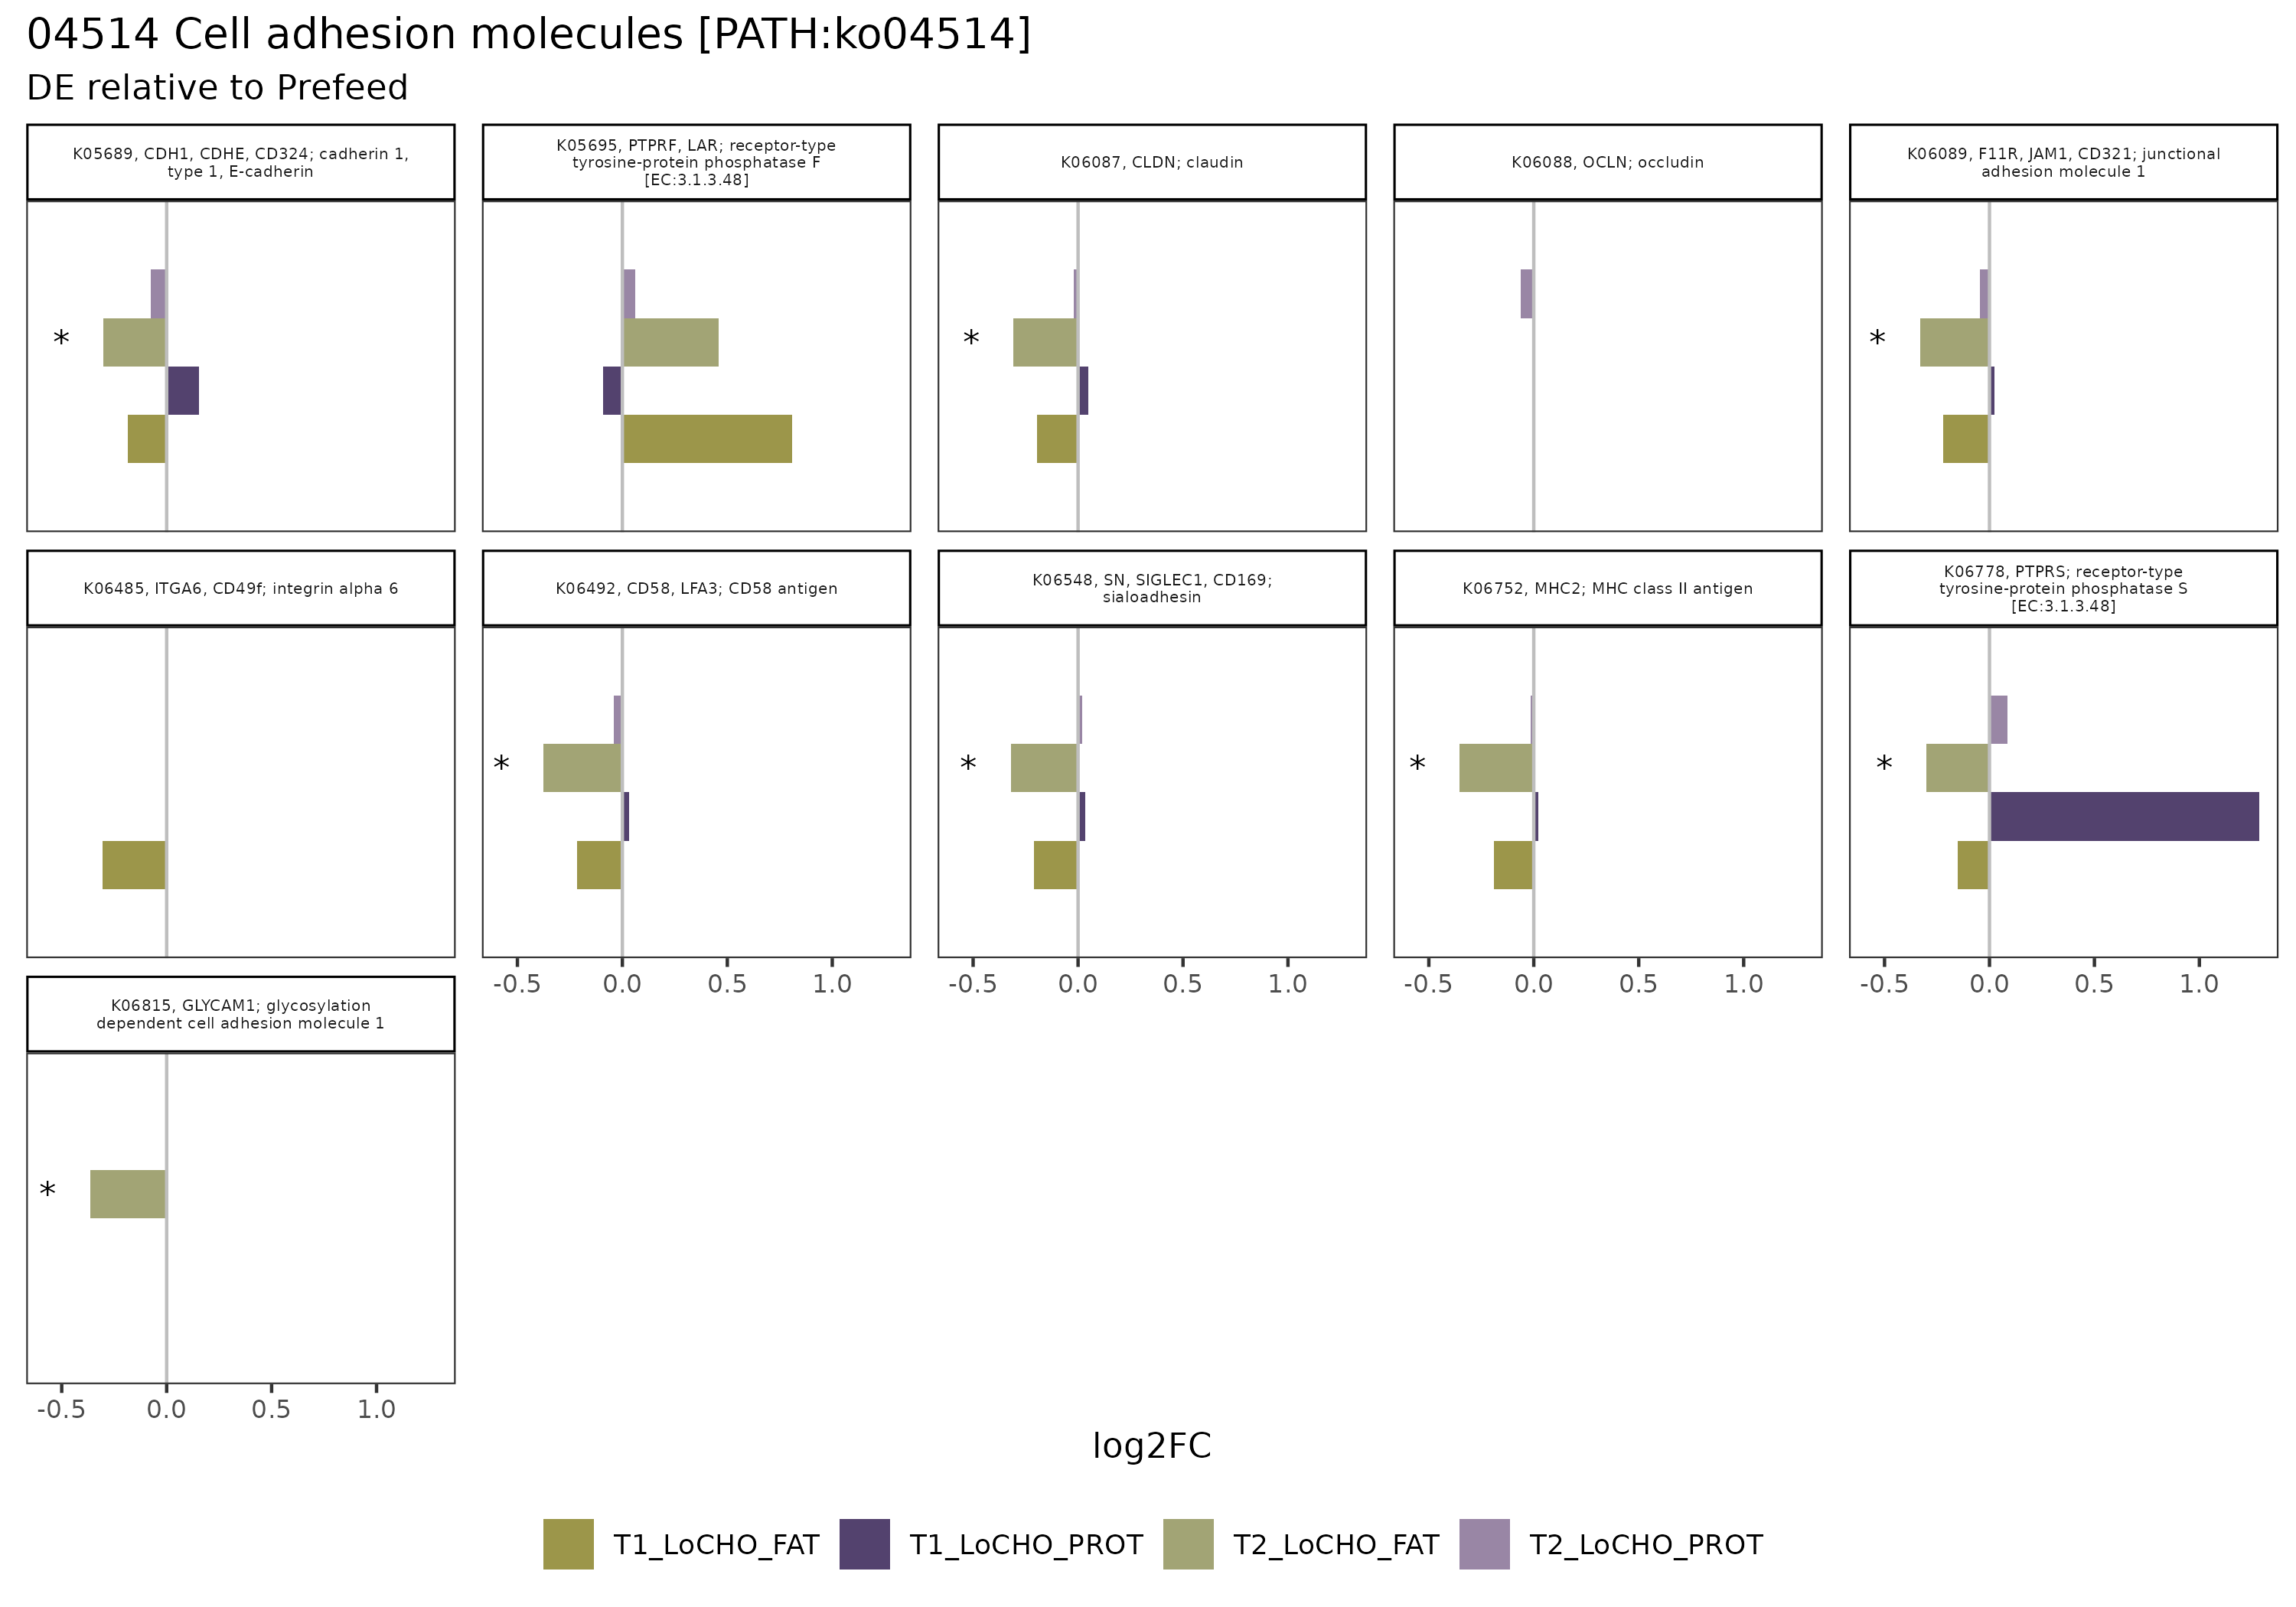 04514 Cell adhesion molecules [PATH:ko04514]
DE relative to Prefeed
K05689, CDH1, CDHE, CD324; cadherin 1,
type 1, E-cadherin
K05695, PTPRF, LAR; receptor-type
tyrosine-protein phosphatase F
[EC:3.1.3.48]
K06087, CLDN; claudin
K06088, OCLN; occludin
K06089, F11R, JAM1, CD321; junctional
adhesion molecule 1
*
*
*
K06485, ITGA6, CD49f; integrin alpha 6
K06492, CD58, LFA3; CD58 antigen
K06548, SN, SIGLEC1, CD169;
sialoadhesin
K06752, MHC2; MHC class II antigen
K06778, PTPRS; receptor-type
tyrosine-protein phosphatase S
[EC:3.1.3.48]
*
*
*
*
-0.5 0.0 0.5 1.0
-0.5 0.0 0.5 1.0
-0.5 0.0 0.5 1.0
-0.5 0.0 0.5 1.0
K06815, GLYCAM1; glycosylation
dependent cell adhesion molecule 1
*
-0.5 0.0 0.5 1.0
log2FC
T1_LoCHO_FAT T1_LoCHO_PROT T2_LoCHO_FAT T2_LoCHO_PROT